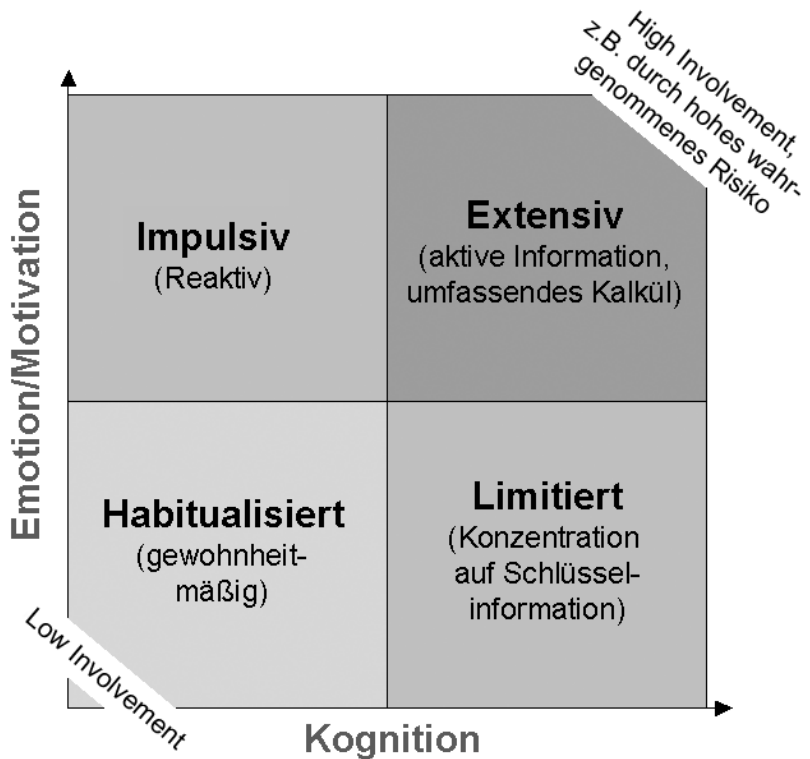 High Involvement,
z.B. durch hohes wahr-
genommenes Risiko
Emotion/Motivation
Impulsiv
(Reaktiv)
Extensiv
(aktive Information,
umfassendes Kalkül)
Habitualisiert
(gewohnheit-
mäßig)
Limitiert
(Konzentration
auf Schlüssel-
information)
Low Involvement
Kognition